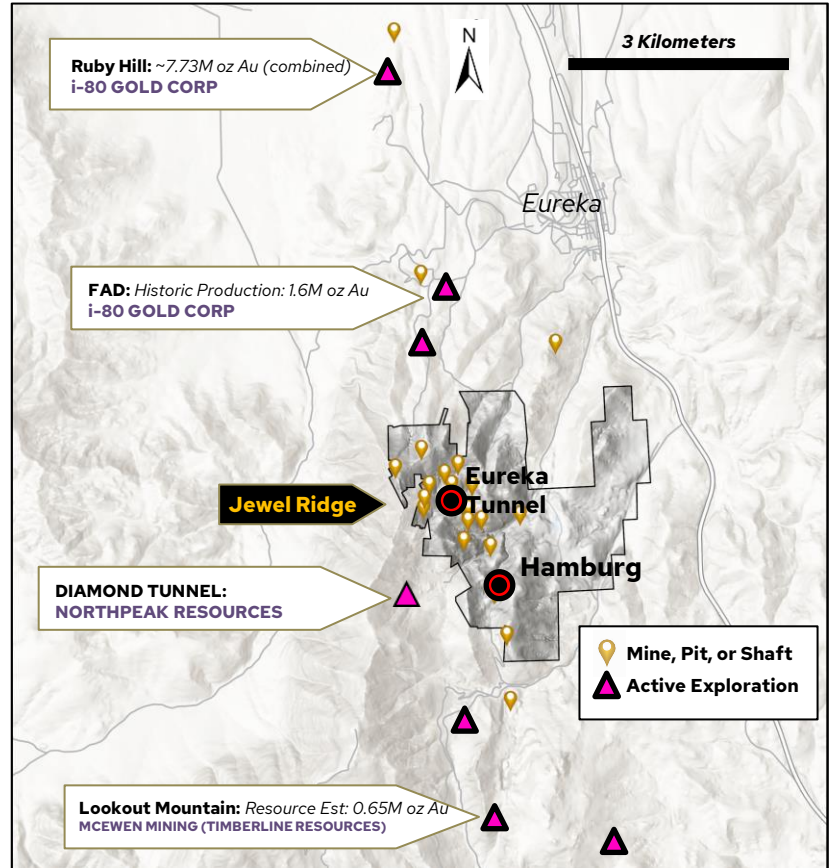 N
3 Kilometers
Ruby Hill: ~7.73M oz Au (combined)
i-80 GOLD CORP
Eureka
FAD: Historic Production: 1.6M oz Au
i-80 GOLD CORP
Eureka
Tunnel
Jewel Ridge
Hamburg
DIAMOND TUNNEL:
NORTHPEAK RESOURCES
Mine, Pit, or Shaft
Active Exploration
Lookout Mountain: Resource Est: 0.65M oz Au
MCEWEN MINING (TIMBERLINE RESOURCES)